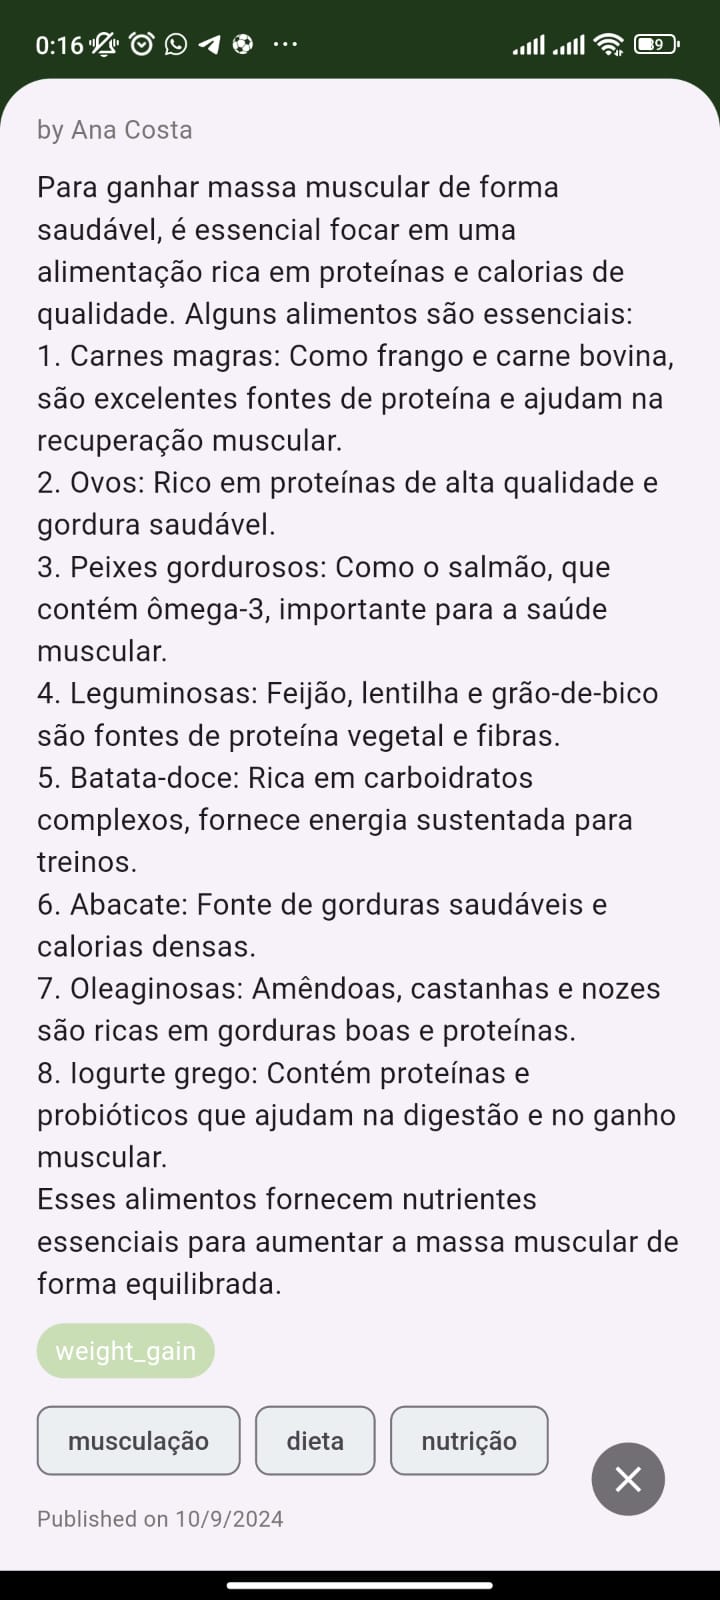 0:16
39
by Ana Costa
Para ganhar massa muscular de forma
saudável, é essencial focar em uma
alimentação rica em proteínas e calorias de
qualidade. Alguns alimentos são essenciais:
1. Carnes magras: Como frango e carne bovina,
são excelentes fontes de proteína e ajudam na
recuperação muscular.
2. Ovos: Rico em proteínas de alta qualidade e
gordura saudável.
3. Peixes gordurosos: Como o salmão, que
contém ômega-3, importante para a saúde
muscular.
4. Leguminosas: Feijão, lentilha e grão-de-bico
são fontes de proteína vegetal e fibras.
5. Batata-doce: Rica em carboidratos
complexos, fornece energia sustentada para
treinos.
6. Abacate: Fonte de gorduras saudáveis e
calorias densas.
7. Oleaginosas: Amêndoas, castanhas e nozes
são ricas em gorduras boas e proteínas.
8. Iogurte grego: Contém proteínas e
probióticos que ajudam na digestão e no ganho
muscular.
Esses alimentos fornecem nutrientes
essenciais para aumentar a massa muscular de
forma equilibrada.
weight_gain
musculação dieta nutrição
Published on 10/9/2024